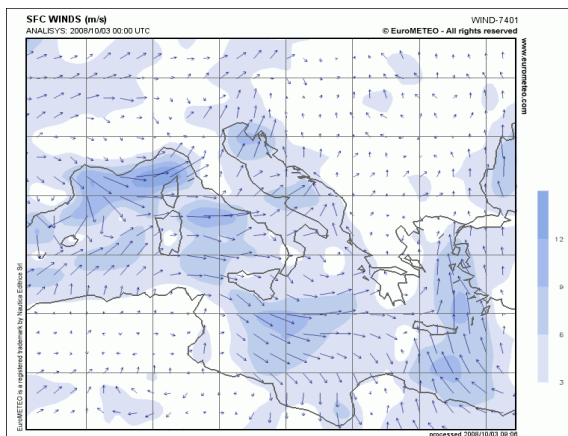 SFC WINDS (m/s)
WIND-7401
ANALISYS: 2008/10/03 00:00 UTC
© EuroMETEO - All rights reserved
www.eurometeo.com
EuroMETEO is a registered trademark by Nautica Editrice Srl
12
9
6
3
processed 2008/10/03 08:06